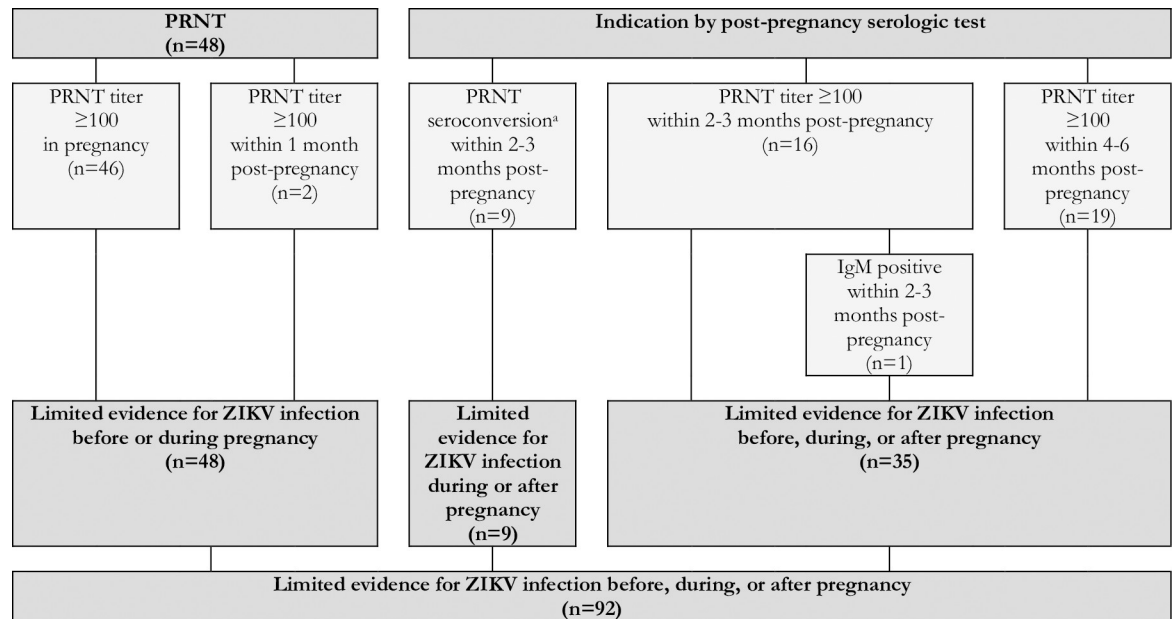 PRNT
(n=48)
Indication by post-pregnancy serologic test
PRNT titer
≥100
in pregnancy
(n=46)
PRNT titer
≥100
within 1 month
post-pregnancy
(n=2)
PRNT
seroconversionᵃ
within 2-3
months post-
pregnancy
(n=9)
PRNT titer ≥100
within 2-3 months post-pregnancy
(n=16)
PRNT titer
≥100
within 4-6
months post-
pregnancy
(n=19)
IgM positive
within 2-3
months post-
pregnancy
(n=1)
Limited evidence for ZIKV infection
before or during pregnancy
(n=48)
Limited
evidence for
ZIKV infection
during or after
pregnancy
(n=9)
Limited evidence for ZIKV infection
before, during, or after pregnancy
(n=35)
Limited evidence for ZIKV infection before, during, or after pregnancy
(n=92)